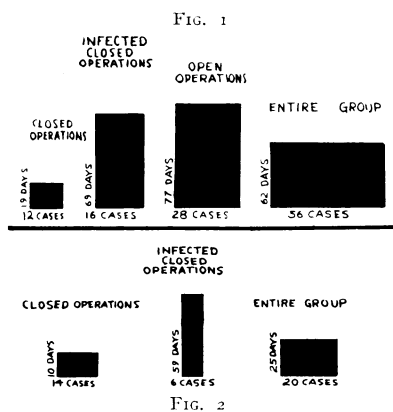 FIG. 1
INFECTED
CLOSED
OPERATIONS
OPEN
OPERATIONS
ENTIRE GROUP
CLOSED
OPERATIONS
19 DAYS
69 DAYS
77 DAYS
62 DAYS
12 CASES
16 CASES
28 CASES
56 CASES
INFECTED
CLOSED
OPERATIONS
CLOSED OPERATIONS
ENTIRE GROUP
10 DAYS
59 DAYS
25 DAYS
14 CASES
6 CASES
20 CASES
FIG. 2